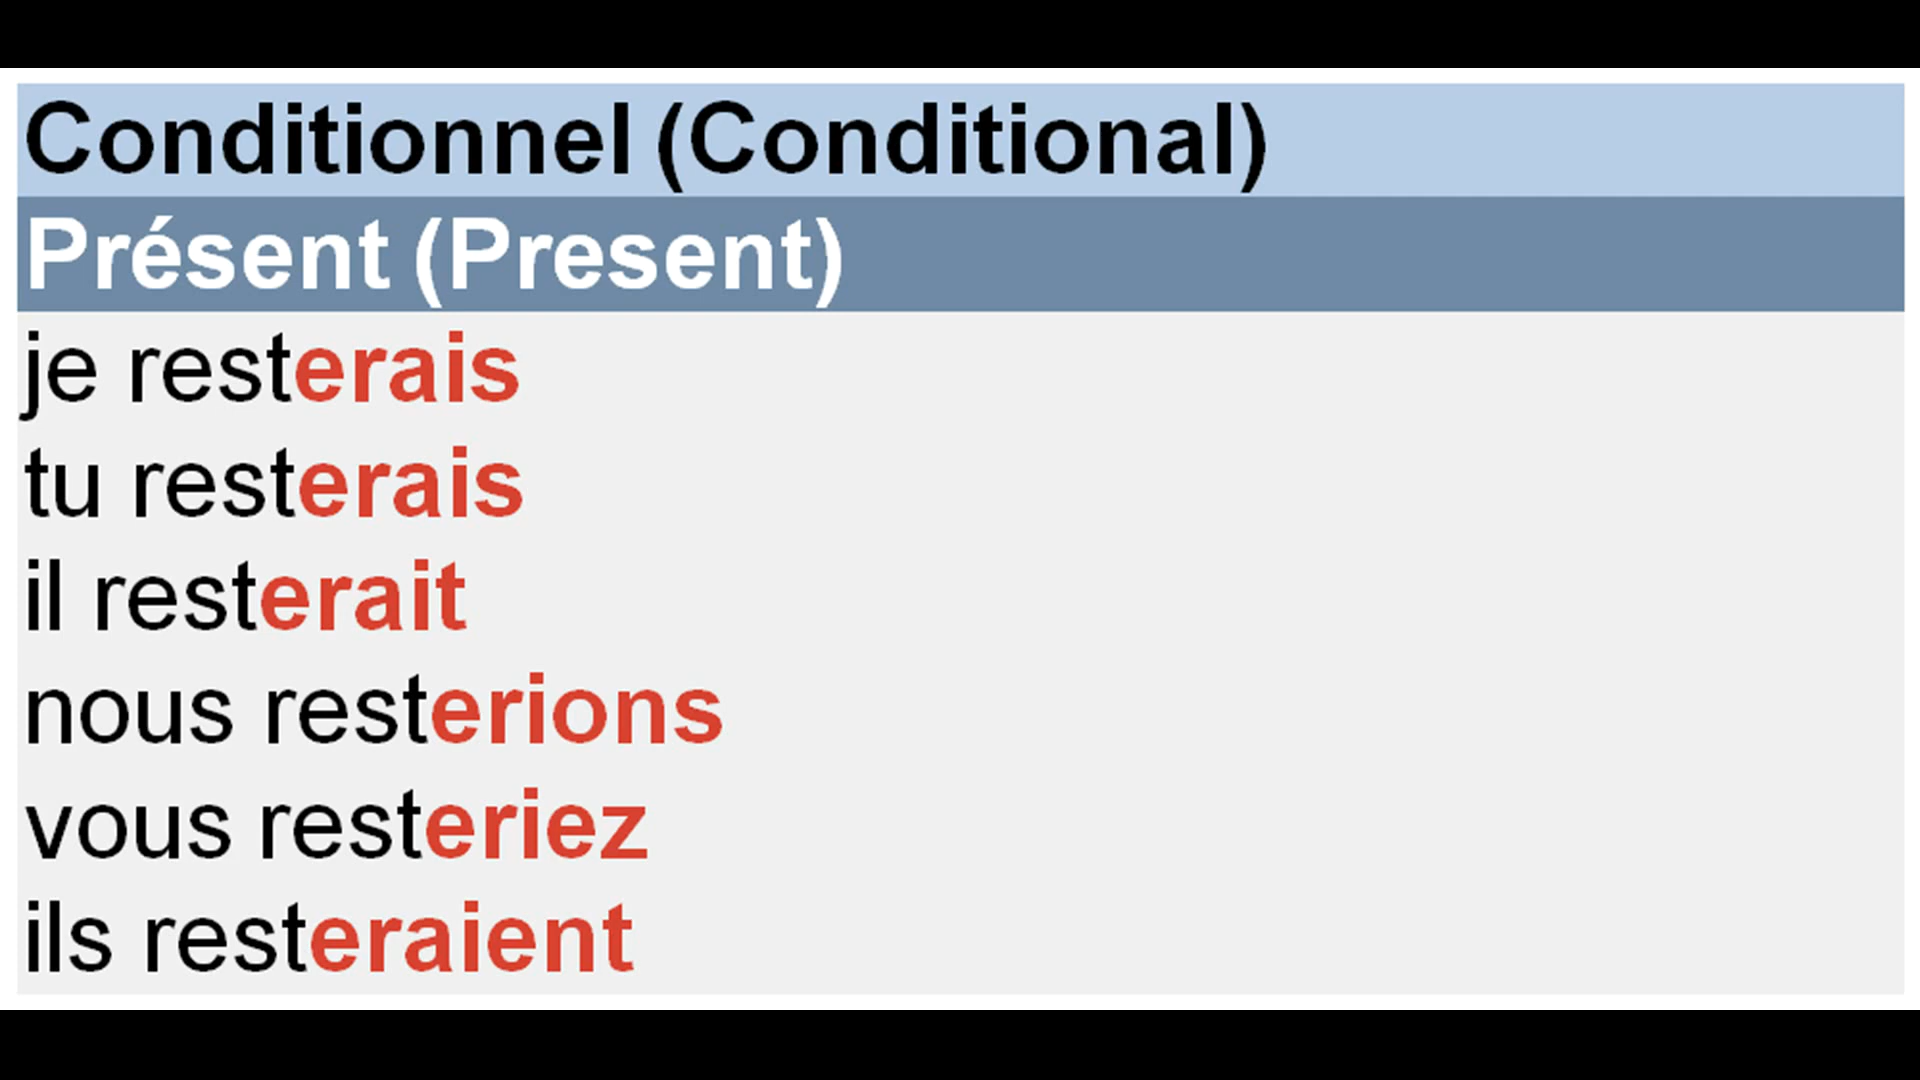 Conditionnel (Conditional)
Présent (Present)
je resterais
tu resterais
il resterait
nous resterions
vous resteriez
ils resteraient